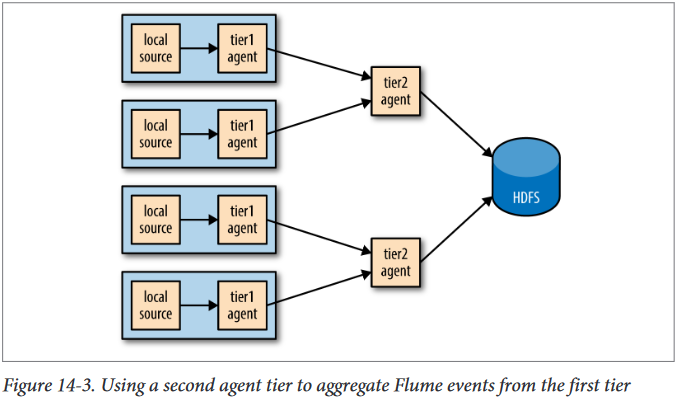 local
source
tier1
agent
local
source
tier1
agent
tier2
agent
local
source
tier1
agent
local
source
tier1
agent
tier2
agent
HDFS
Figure 14-3. Using a second agent tier to aggregate Flume events from the first tier